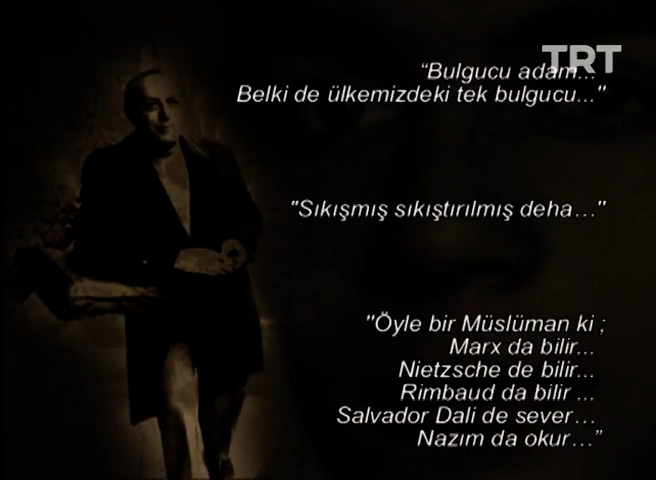 TRT
“Bulgucu adam...
Belki de ülkemizdeki tek bulgucu..."
"Sıkışmış sıkıştırılmış deha…"
"Öyle bir Müslüman ki ;
Marx da bilir...
Nietzsche de bilir...
Rimbaud da bilir ...
Salvador Dali de sever…
Nazım da okur…”